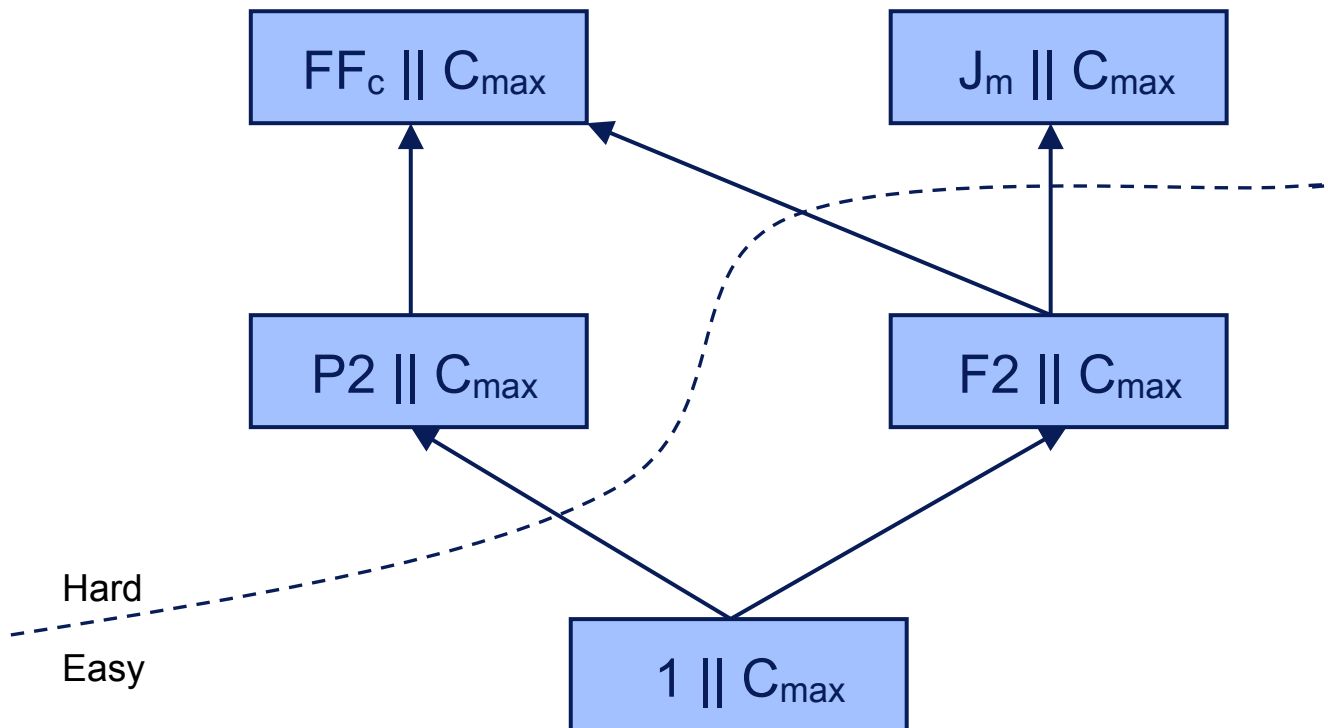 FFc || Cmax
Jm || Cmax
P2 || Cmax
F2 || Cmax
Hard
Easy
1 || Cmax